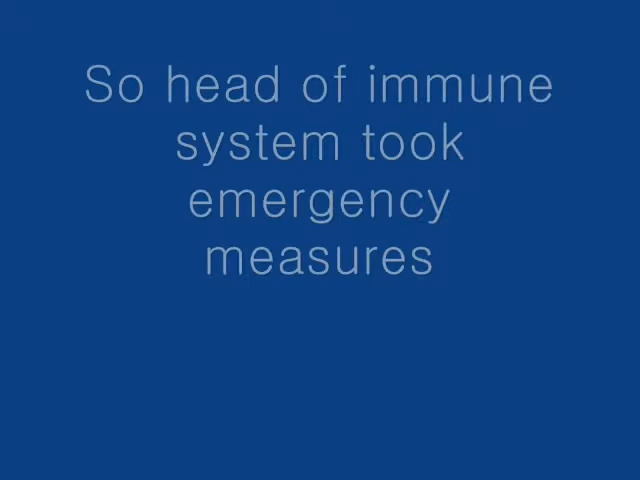 So head of immune
system took
emergency
measures